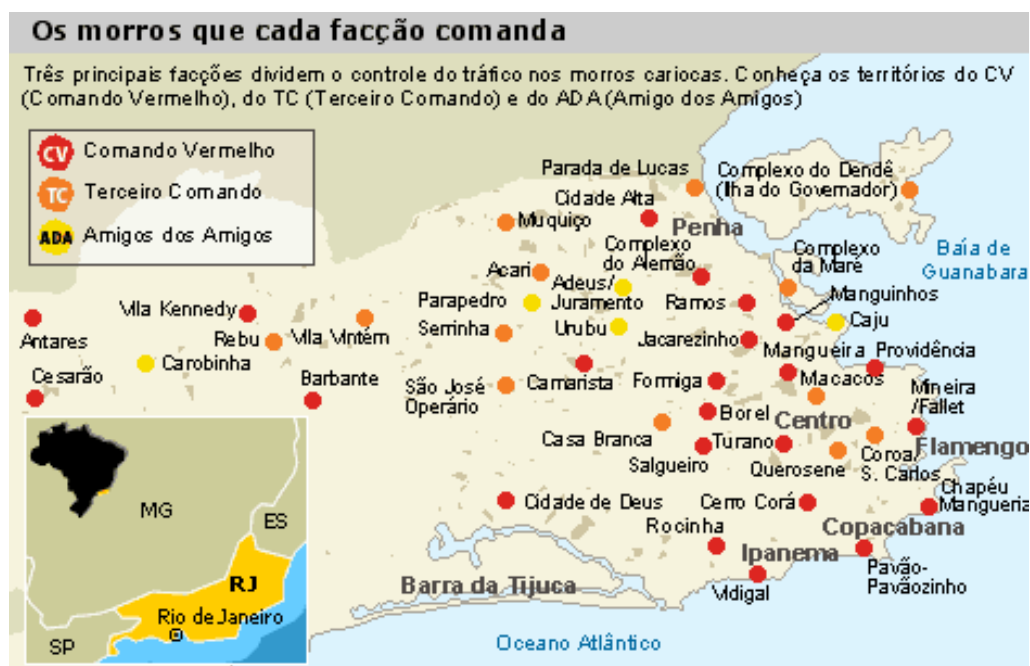 Os morros que cada facção comanda
Três principais facções dividem o controle do tráfico nos morros cariocas. Conheça os territórios do CV
(Comando Vermelho), do TC (Terceiro Comando) e do ADA (Amigo dos Amigos)
CV Comando Vermelho
TC Terceiro Comando
ADA Amigos dos Amigos
Parada de Lucas
Complexo do Dendê
(Ilha do Governador)
Cidade Alta
Muquiço
Penha
Complexo
do Alemão
Complexo
da Maré
Baía de
Guanabara
Acari
Adeus/
Juramento
Parapedro
Ramos
Manguinhos
Vila Kennedy
Antares
Rebu
Vila Vintém
Serrinha
Urubu
Jacarezinho
Caju
Carobinha
Mangueira
Providência
Cesarão
Barbante
São José
Operário
Camarista
Formiga
Macacos
Mineira
/Fallet
Borel
Centro
Casa Branca
Turano
Flamengo
Salgueiro
Querosene
Coroa/
S. Carlos
Chapéu
Mangueria
Cidade de Deus
Cerro Corá
Rocinha
Copacabana
Ipanema
Barra da Tijuca
Vidigal
Pavão-
Pavãozinho
Oceano Atlântico
MG
ES
RJ
Rio de Janeiro
SP